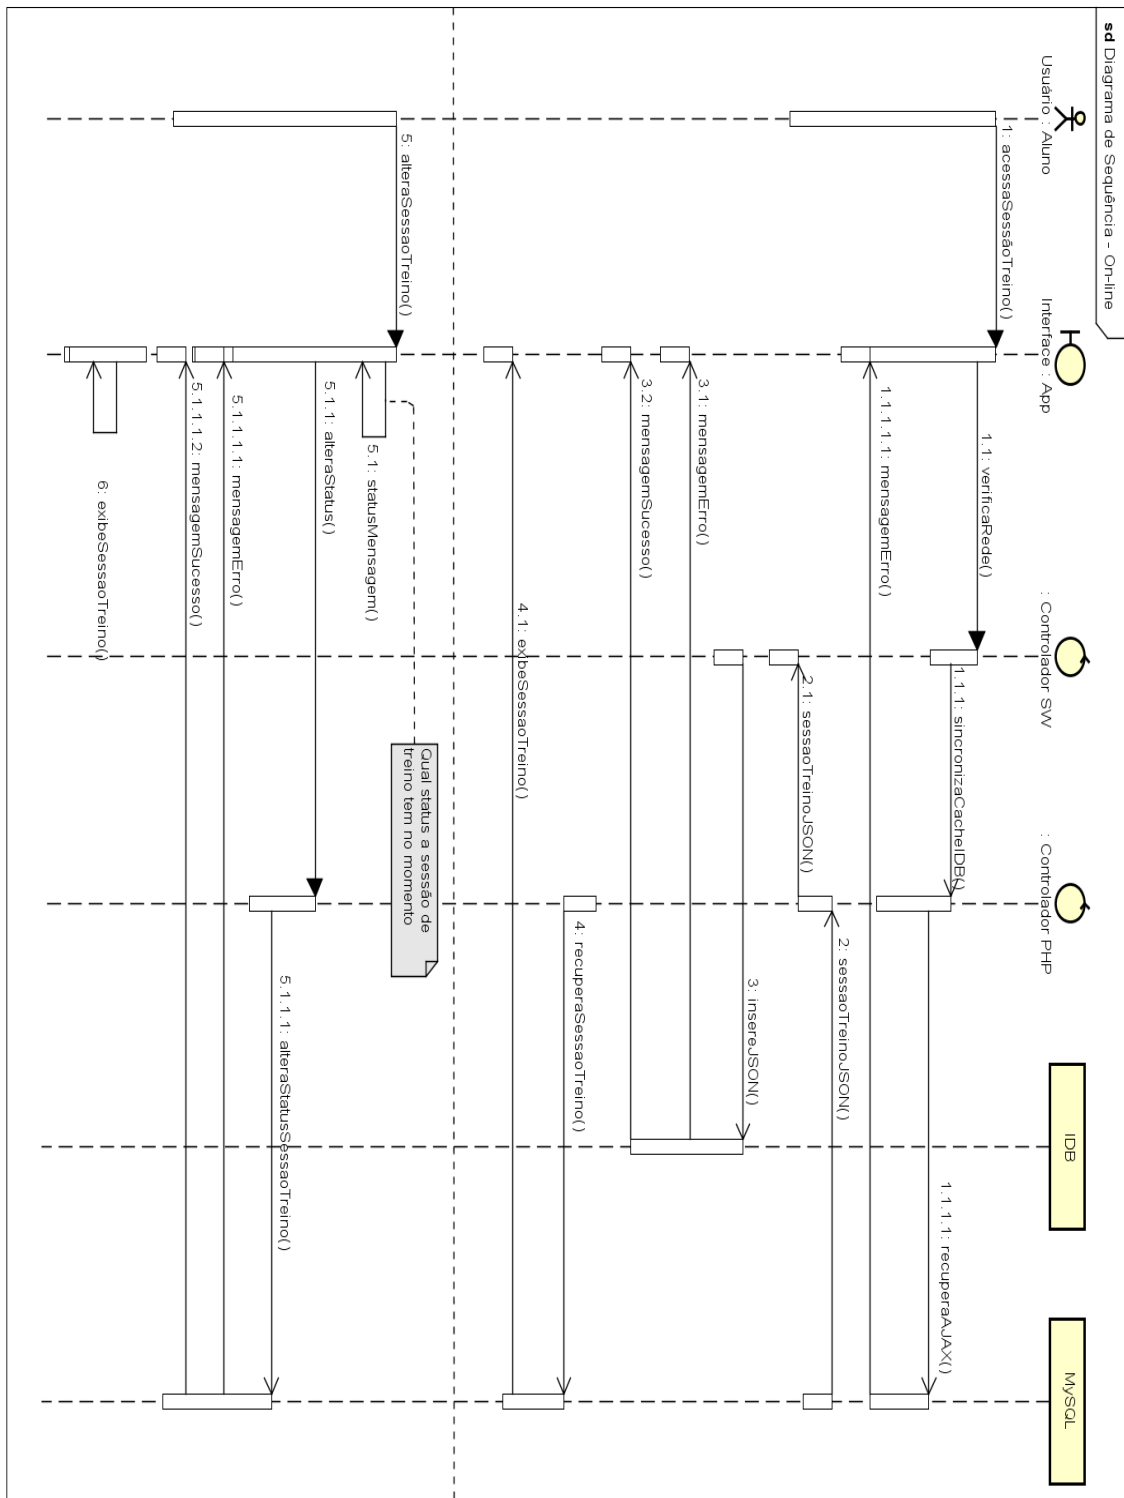 sd Diagrama de Sequência - On-line
Usuário : Aluno
Interface : App
: Controlador SW
: Controlador PHP
IDB
MySQL
1: acessaSessãoTreino()
1.1: verificaRede()
1.1.1: sincronizaCacheIDB()
1.1.1.1: recuperaAJAX()
1.1.1.1.1: mensagemErro()
2: sessaoTreinoJSON()
2.1: sessaoTreinoJSON()
3: insereJSON()
3.1: mensagemErro()
3.2: mensagemSucesso()
4: recuperaSessaoTreino()
4.1: exibeSessaoTreino()
Qual status a sessão de
treino tem no momento
5: alteraSessaoTreino()
5.1: statusMensagem()
5.1.1: alteraStatus()
5.1.1.1: alteraStatusSessaoTreino()
5.1.1.1.1: mensagemErro()
5.1.1.1.2: mensagemSucesso()
6: exibeSessaoTreino()